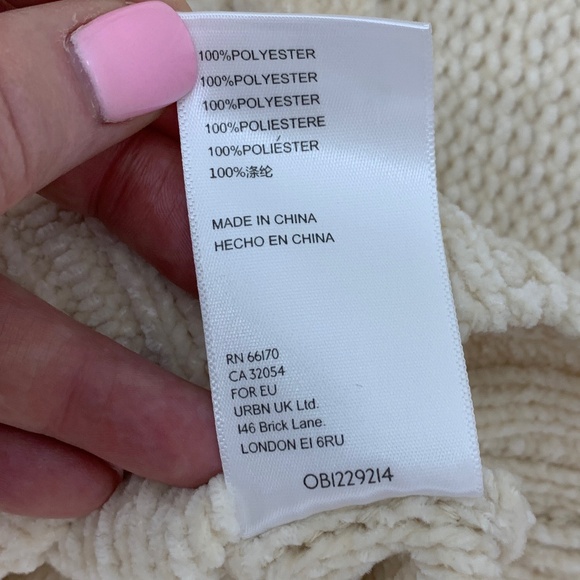 100%POLYESTER
100%POLYESTER
100%POLYESTER
100%POLIESTERE
100%POLIÉSTER
100%涤纶
MADE IN CHINA
HECHO EN CHINA
RN 66170
CA 32054
FOR EU
URBN UK Ltd.
146 Brick Lane.
LONDON E1 6RU
OB1229214